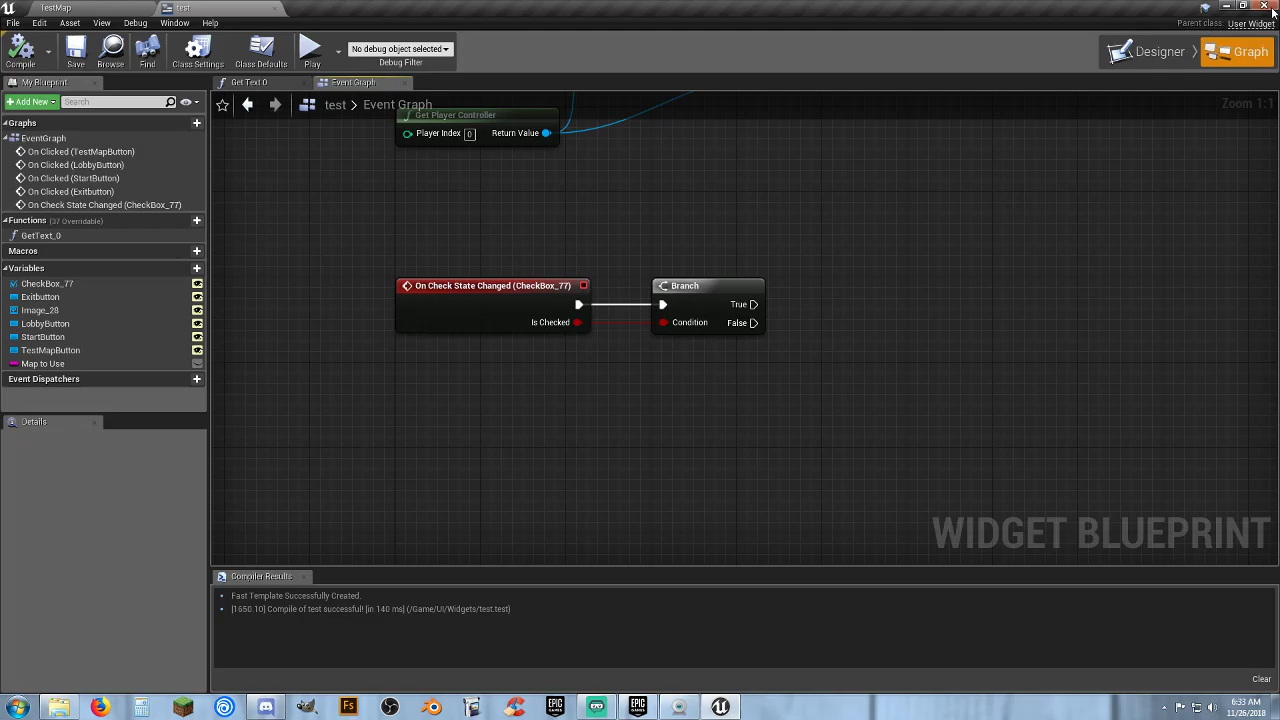 TestMap
test
File Edit Asset View Debug Window Help
Parent class: User Widget
Compile Save Browse Find Class Settings Class Defaults Play
No debug object selected
Debug Filter
Designer Graph
My Blueprint
Get Text 0 Event Graph
+ Add New Search
test > Event Graph
Zoom 1:1
Graphs
EventGraph
On Clicked (TestMapButton)
On Clicked (LobbyButton)
On Clicked (StartButton)
On Clicked (Exitbutton)
On Check State Changed (CheckBox_77)
Functions (37 Overridable)
GetText_0
Macros
Variables
CheckBox_77
Exitbutton
Image_28
LobbyButton
StartButton
TestMapButton
Map to Use
Event Dispatchers
Details
Get Player Controller
Player Index 0 Return Value
On Check State Changed (CheckBox_77)
Is Checked
Branch
True
Condition False
WIDGET BLUEPRINT
Compiler Results
Fast Template Successfully Created.
[1650.10] Compile of test successful! [in 140 ms] (/Game/UI/Widgets/test.test)
Clear
Fs
EPIC GAMES
EPIC GAMES
6:33 AM
11/26/2018